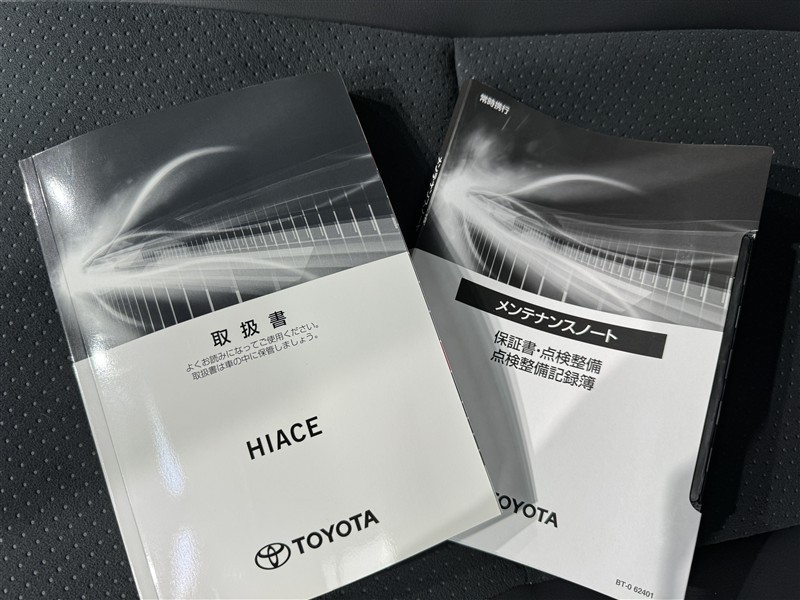 取扱書
よくお読みになってご使用ください。
取扱書は車の中に保管しましょう。
HIACE
TOYOTA
常時携行
メンテナンスノート
保証書・点検整備
点検整備記録簿
TOYOTA
BT-0 62401